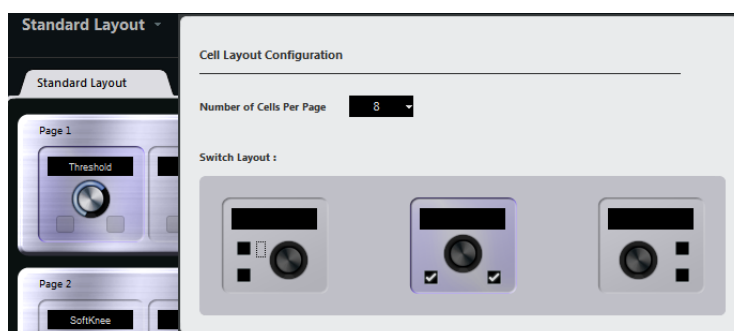 Standard Layout
Standard Layout
Page 1
Threshold
Page 2
SoftKnee
Cell Layout Configuration
Number of Cells Per Page 8
Switch Layout :